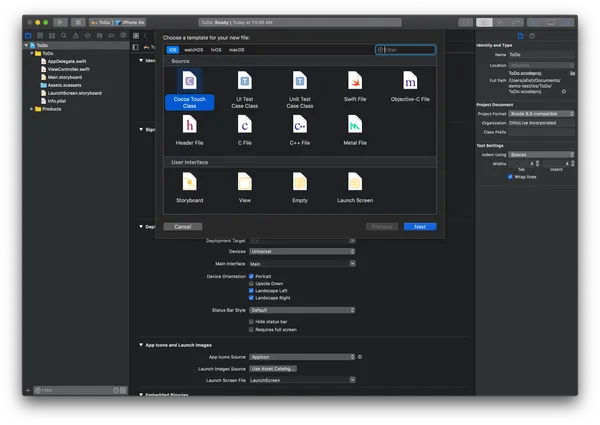 ToDo
iPhone Xs
ToDo: Ready | Today at 10:38 AM
ToDo
ToDo
AppDelegate.swift
ViewController.swift
Main.storyboard
Assets.xcassets
LaunchScreen.storyboard
Info.plist
Products
Filter
Choose a template for your new file:
iOS
watchOS
tvOS
macOS
Filter
Source
Cocoa Touch Class
UI Test Case Class
Unit Test Case Class
Swift File
Objective-C File
Header File
C File
C++ File
Metal File
User Interface
Storyboard
View
Empty
Launch Screen
Cancel
Previous
Next
Deployment Target
Devices
Universal
Main Interface
Main
Device Orientation
Portrait
Upside Down
Landscape Left
Landscape Right
Status Bar Style
Default
Hide status bar
Requires full screen
App Icons and Launch Images
App Icons Source
AppIcon
Launch Images Source
Use Asset Catalog...
Launch Screen File
LaunchScreen
Embedded Binaries
Identity and Type
Name
ToDo
Location
Absolute
ToDo.xcodeproj
Full Path
demo-test/ios/ToDo/
ToDo.xcodeproj
Project Document
Project Format
Xcode 9.3-compatible
Organization
DittoLive Incorporated
Class Prefix
Text Settings
Indent Using
Spaces
Widths
4
4
Tab
Indent
Wrap lines